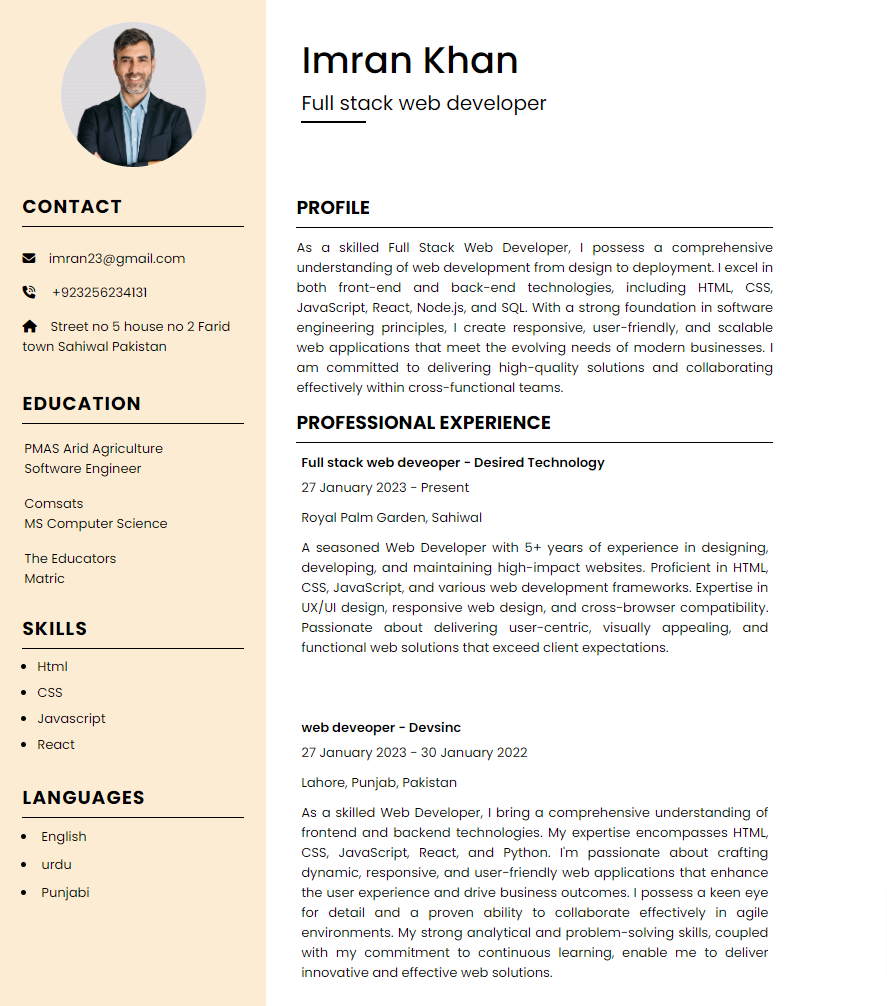 Imran Khan
Full stack web developer
CONTACT
imran23@gmail.com
+923256234131
Street no 5 house no 2 Farid
town Sahiwal Pakistan
EDUCATION
PMAS Arid Agriculture
Software Engineer
Comsats
MS Computer Science
The Educators
Matric
SKILLS
Html
CSS
Javascript
React
LANGUAGES
English
urdu
Punjabi
PROFILE
As a skilled Full Stack Web Developer, I possess a comprehensive
understanding of web development from design to deployment. I excel in
both front-end and back-end technologies, including HTML, CSS,
JavaScript, React, Node.js, and SQL. With a strong foundation in software
engineering principles, I create responsive, user-friendly, and scalable
web applications that meet the evolving needs of modern businesses. I
am committed to delivering high-quality solutions and collaborating
effectively within cross-functional teams.
PROFESSIONAL EXPERIENCE
Full stack web deveoper - Desired Technology
27 January 2023 - Present
Royal Palm Garden, Sahiwal
A seasoned Web Developer with 5+ years of experience in designing,
developing, and maintaining high-impact websites. Proficient in HTML,
CSS, JavaScript, and various web development frameworks. Expertise in
UX/UI design, responsive web design, and cross-browser compatibility.
Passionate about delivering user-centric, visually appealing, and
functional web solutions that exceed client expectations.
web deveoper - Devsinc
27 January 2023 - 30 January 2022
Lahore, Punjab, Pakistan
As a skilled Web Developer, I bring a comprehensive understanding of
frontend and backend technologies. My expertise encompasses HTML,
CSS, JavaScript, React, and Python. I'm passionate about crafting
dynamic, responsive, and user-friendly web applications that enhance
the user experience and drive business outcomes. I possess a keen eye
for detail and a proven ability to collaborate effectively in agile
environments. My strong analytical and problem-solving skills, coupled
with my commitment to continuous learning, enable me to deliver
innovative and effective web solutions.